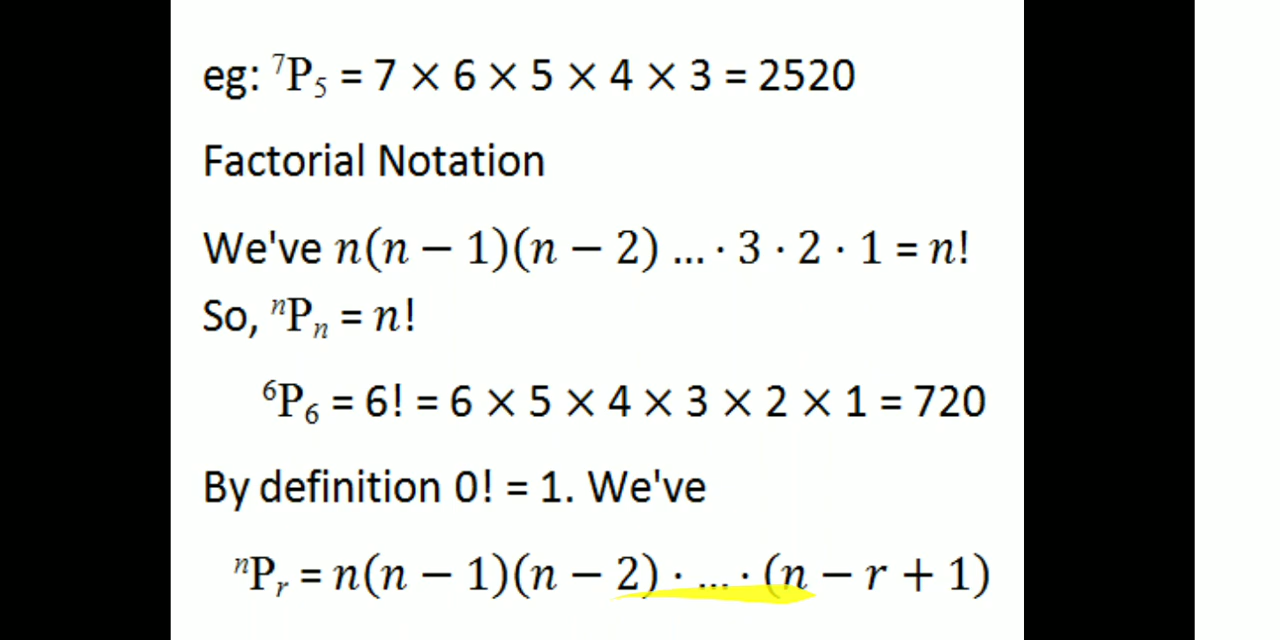 eg: ⁷P₅ = 7 × 6 × 5 × 4 × 3 = 2520
Factorial Notation
We've n(n − 1)(n − 2) ... · 3 · 2 · 1 = n!
So, ⁿPₙ = n!
⁶P₆ = 6! = 6 × 5 × 4 × 3 × 2 × 1 = 720
By definition 0! = 1. We've
ⁿPᵣ = n(n − 1)(n − 2) · ... · (n − r + 1)